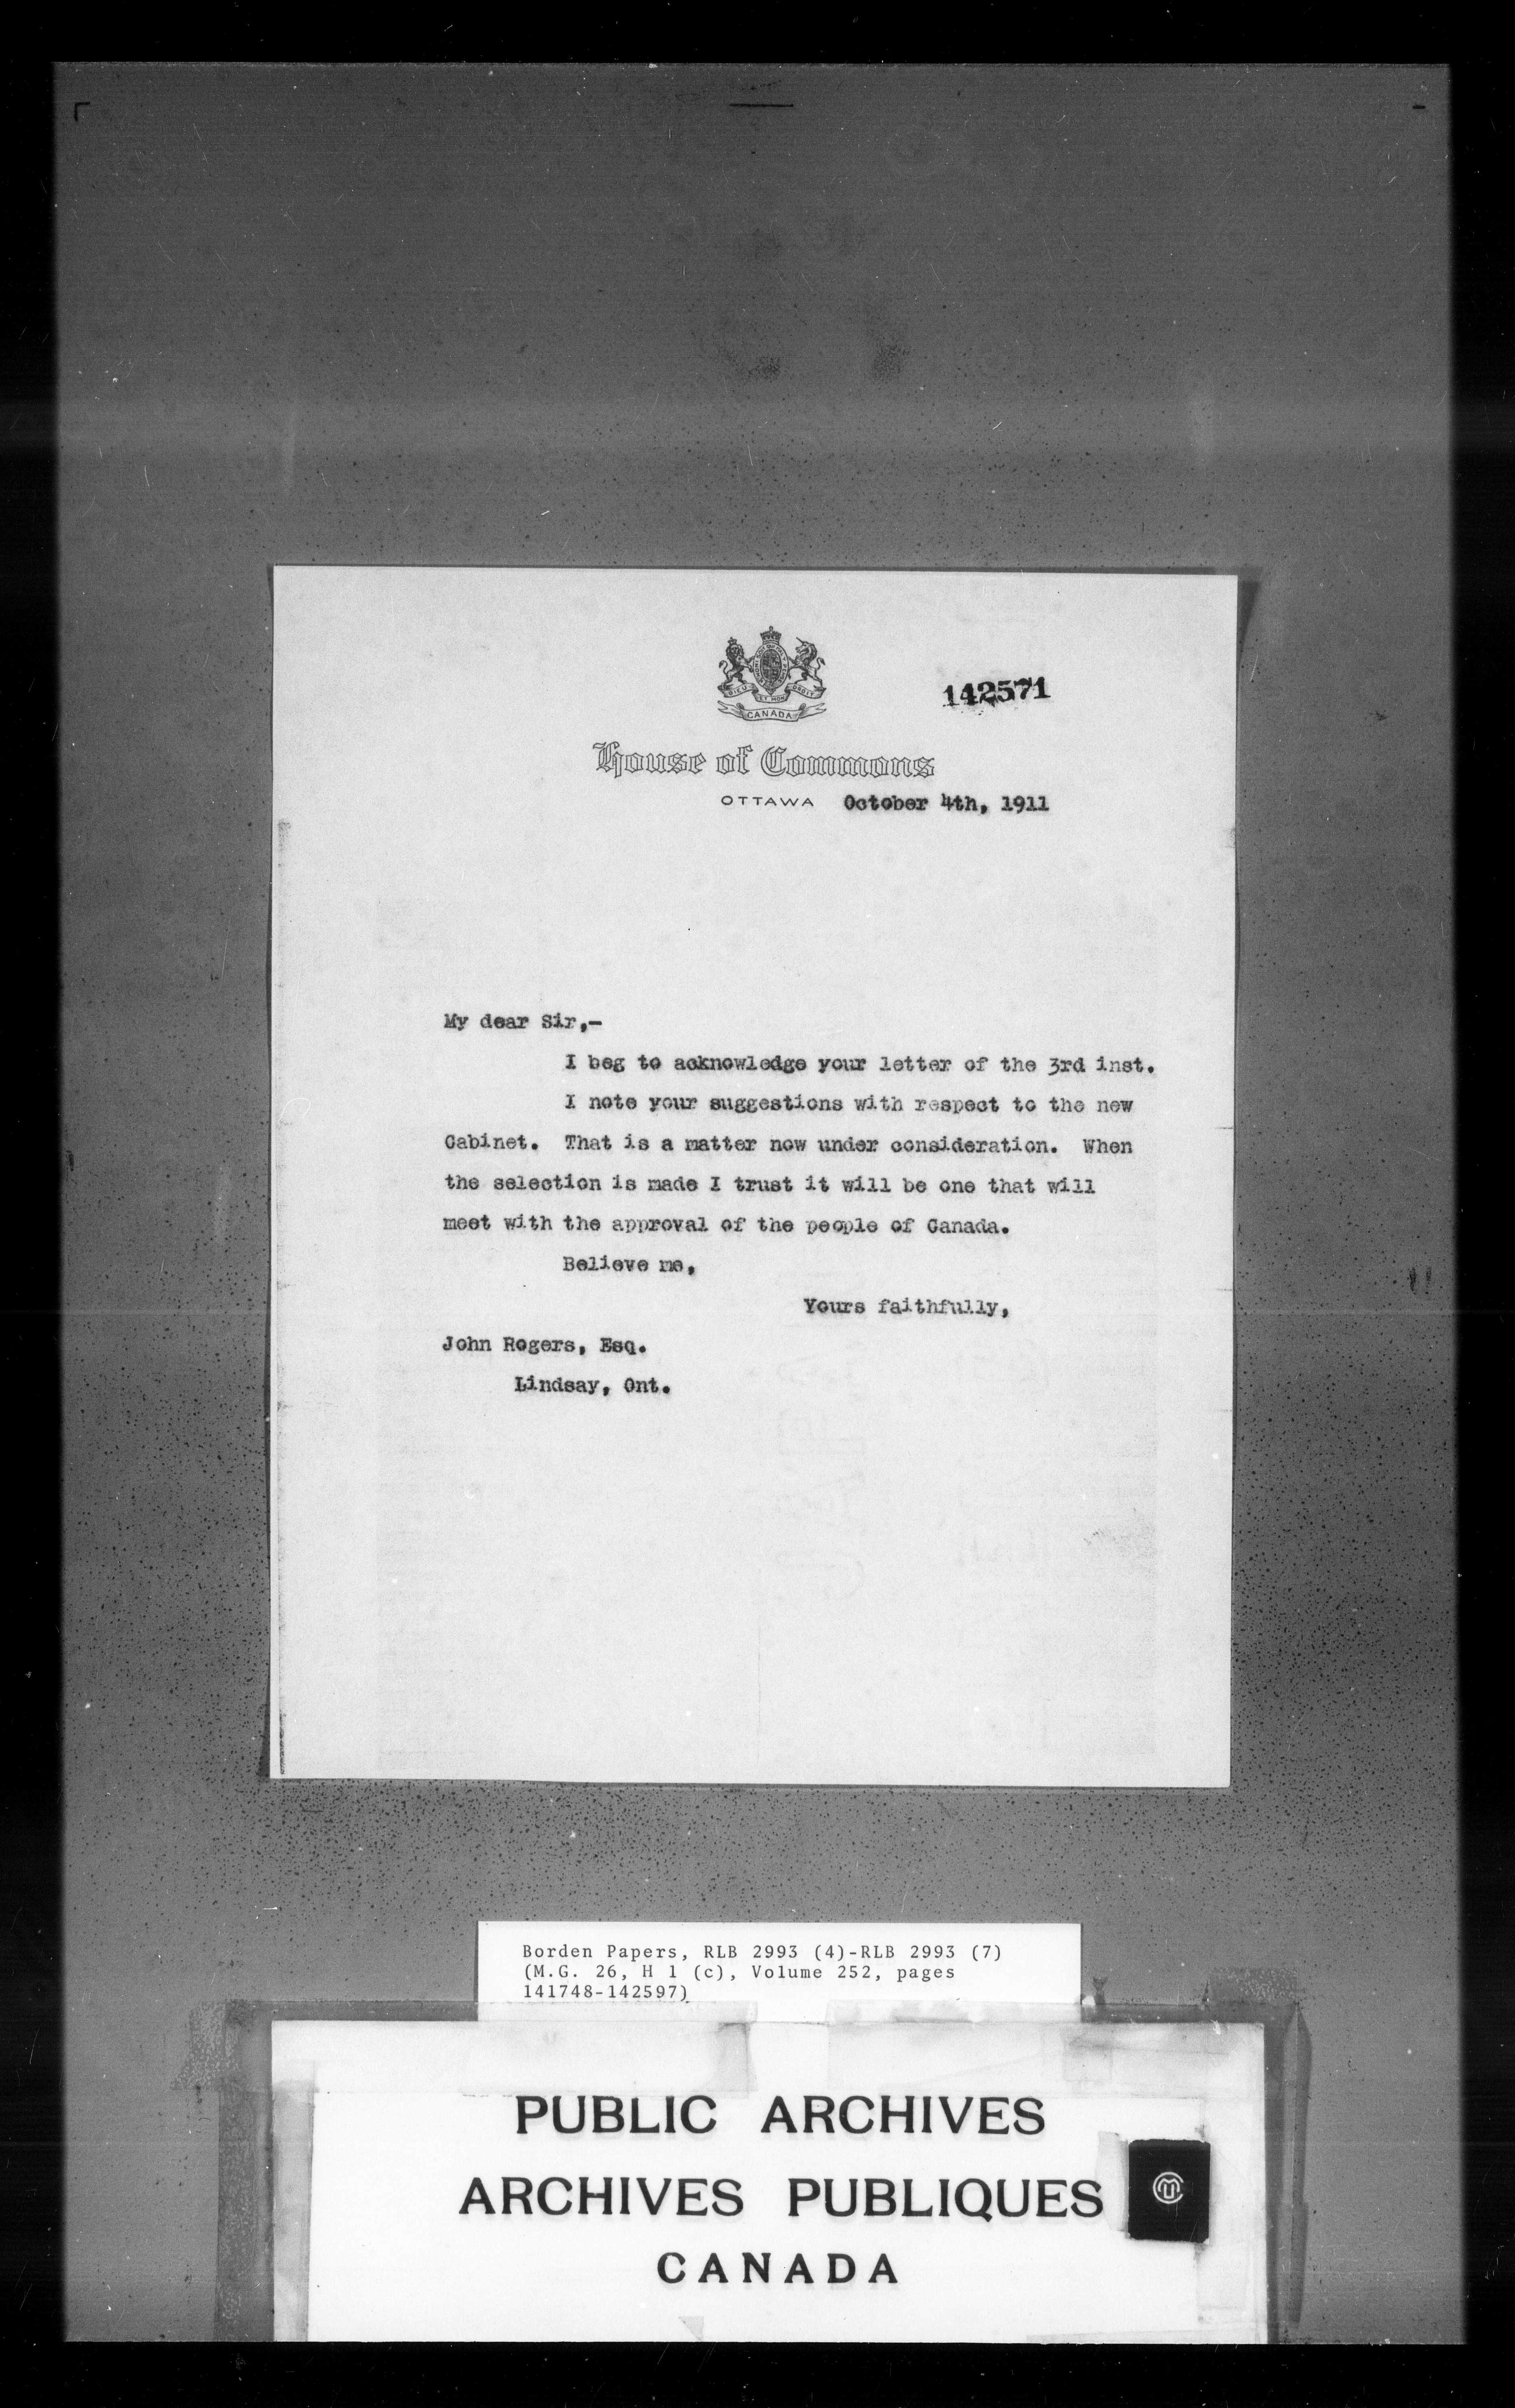 DIEU ET MON DROIT
CANADA
142571
House of Commons
OTTAWA October 4th, 1911
My dear Sir,-
I beg to acknowledge your letter of the 3rd inst.
I note your suggestions with respect to the new
Cabinet. That is a matter now under consideration. When
the selection is made I trust it will be one that will
meet with the approval of the people of Canada.
Believe me,
Yours faithfully,
John Rogers, Esq.
Lindsay, Ont.
Borden Papers, RLB 2993 (4)-RLB 2993 (7)
(M.G. 26, H 1 (c), Volume 252, pages
141748-142597)
PUBLIC ARCHIVES
ARCHIVES PUBLIQUES
CANADA